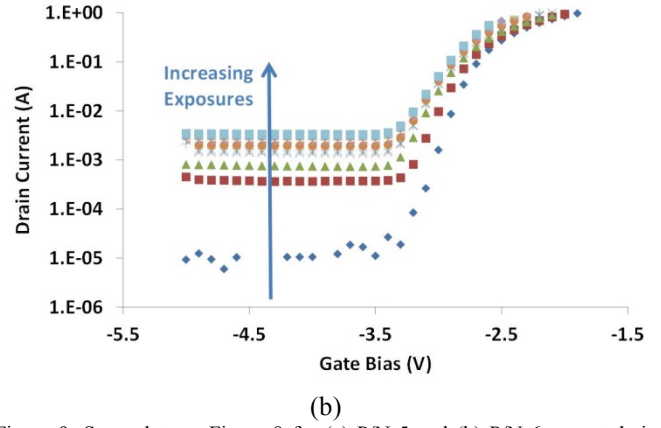 1.E+00
1.E-01
1.E-02
1.E-03
1.E-04
1.E-05
1.E-06
Drain Current (A)
Increasing
Exposures
-5.5 -4.5 -3.5 -2.5 -1.5
Gate Bias (V)
(b)